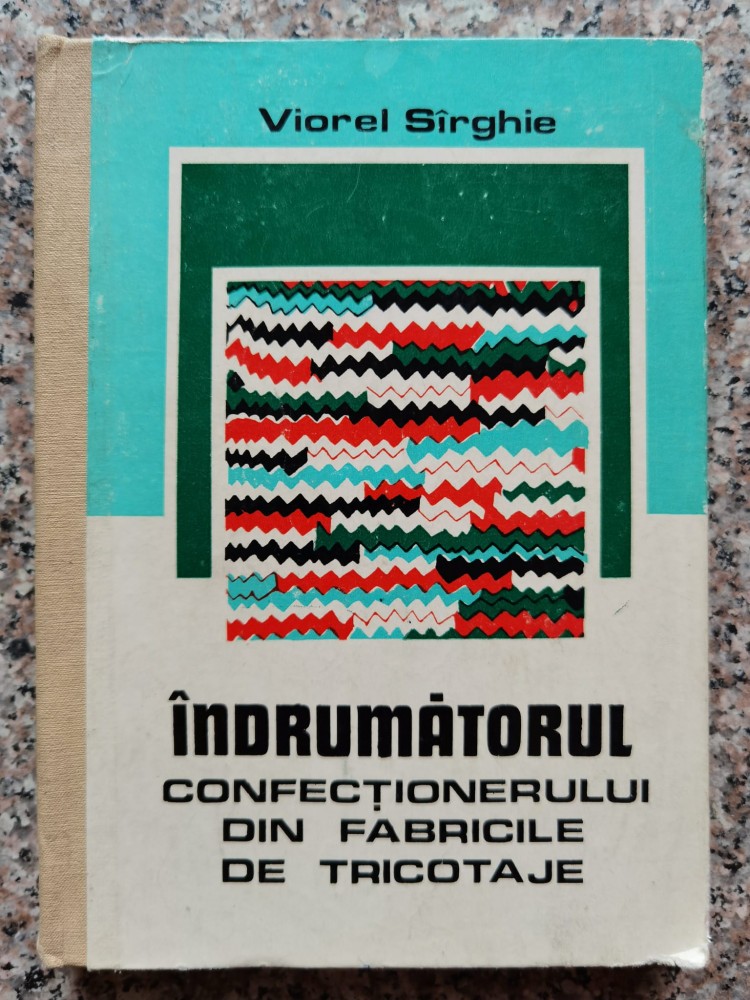 Viorel Sîrghie
ÎNDRUMĂTORUL
CONFECȚIONERULUI
DIN FABRICILE
DE TRICOTAJE